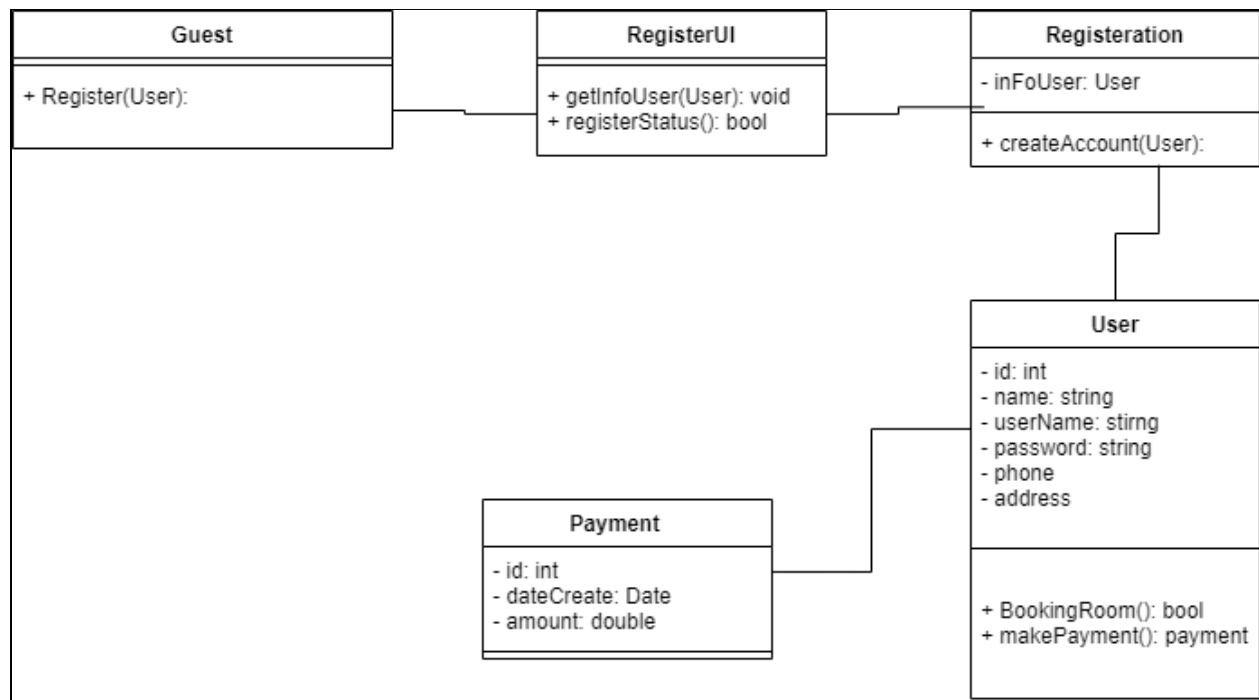 Guest
+ Register(User):
RegisterUI
+ getInfoUser(User): void
+ registerStatus(): bool
Registeration
- inFoUser: User
+ createAccount(User):
User
- id: int
- name: string
- userName: stirng
- password: string
- phone
- address
+ BookingRoom(): bool
+ makePayment(): payment
Payment
- id: int
- dateCreate: Date
- amount: double